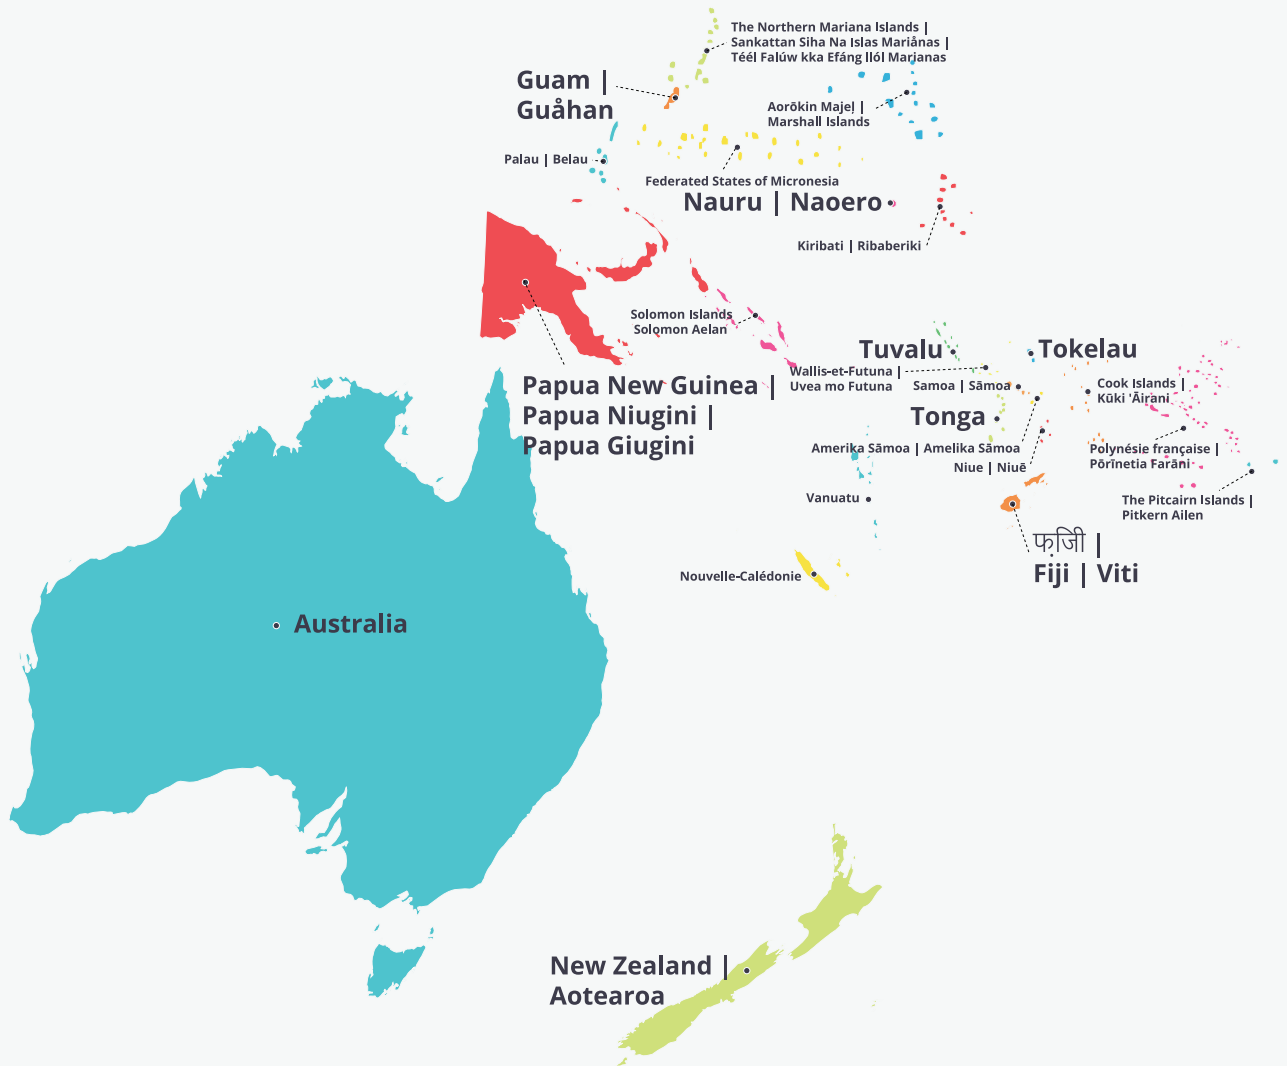 The Northern Mariana Islands |
Sankattan Siha Na Islas Mariånas |
Téél Falúw kka Efáng llól Marianas
Guam |
Guåhan
Aorōkin Majeḷ |
Marshall Islands
Palau | Belau
Federated States of Micronesia
Nauru | Naoero
Kiribati | Ribaberiki
Solomon Islands
Solomon Aelan
Tuvalu
Tokelau
Wallis-et-Futuna |
Uvea mo Futuna
Samoa | Sāmoa
Cook Islands |
Kūki 'Āirani
Papua New Guinea |
Papua Niugini |
Papua Giugini
Tonga
Amerika Sāmoa | Amelika Sāmoa
Niue | Niuē
Polynésie française |
Pōrīnetia Farāni
Vanuatu
The Pitcairn Islands |
Pitkern Ailen
फ़िजी |
Fiji | Viti
Nouvelle-Calédonie
Australia
New Zealand |
Aotearoa